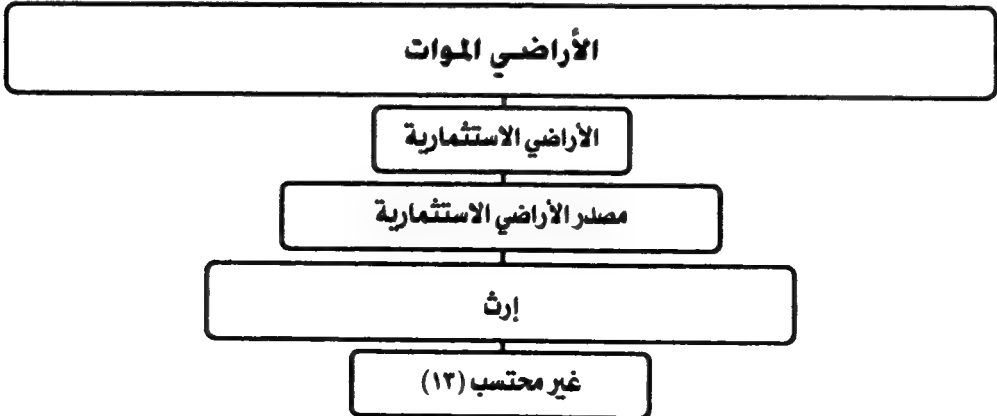 الأراضي الموات
الأراضي الاستثمارية
مصدر الأراضي الاستثمارية
إرث
غير محتسب (١٣)